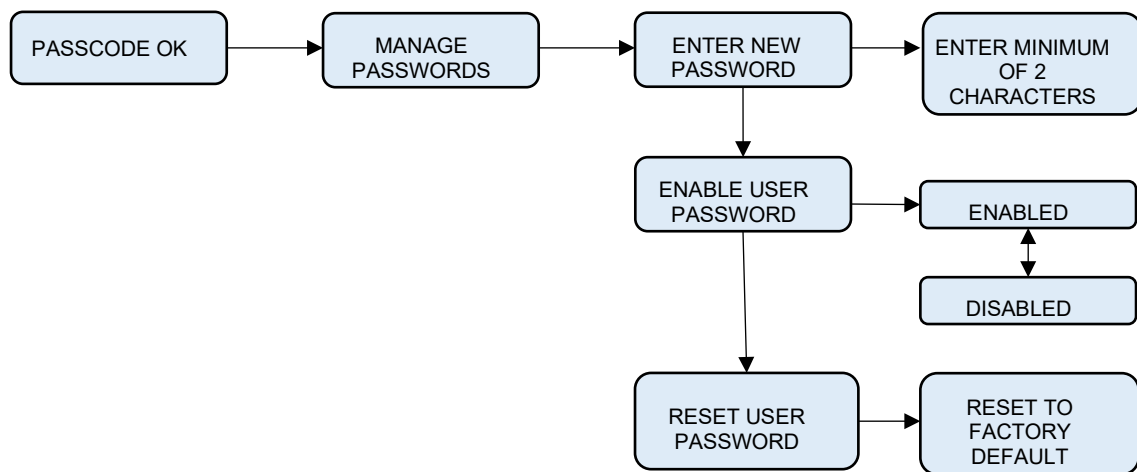 PASSCODE OK
MANAGE
PASSWORDS
ENTER NEW
PASSWORD
ENTER MINIMUM
OF 2
CHARACTERS
ENABLE USER
PASSWORD
ENABLED
DISABLED
RESET USER
PASSWORD
RESET TO
FACTORY
DEFAULT